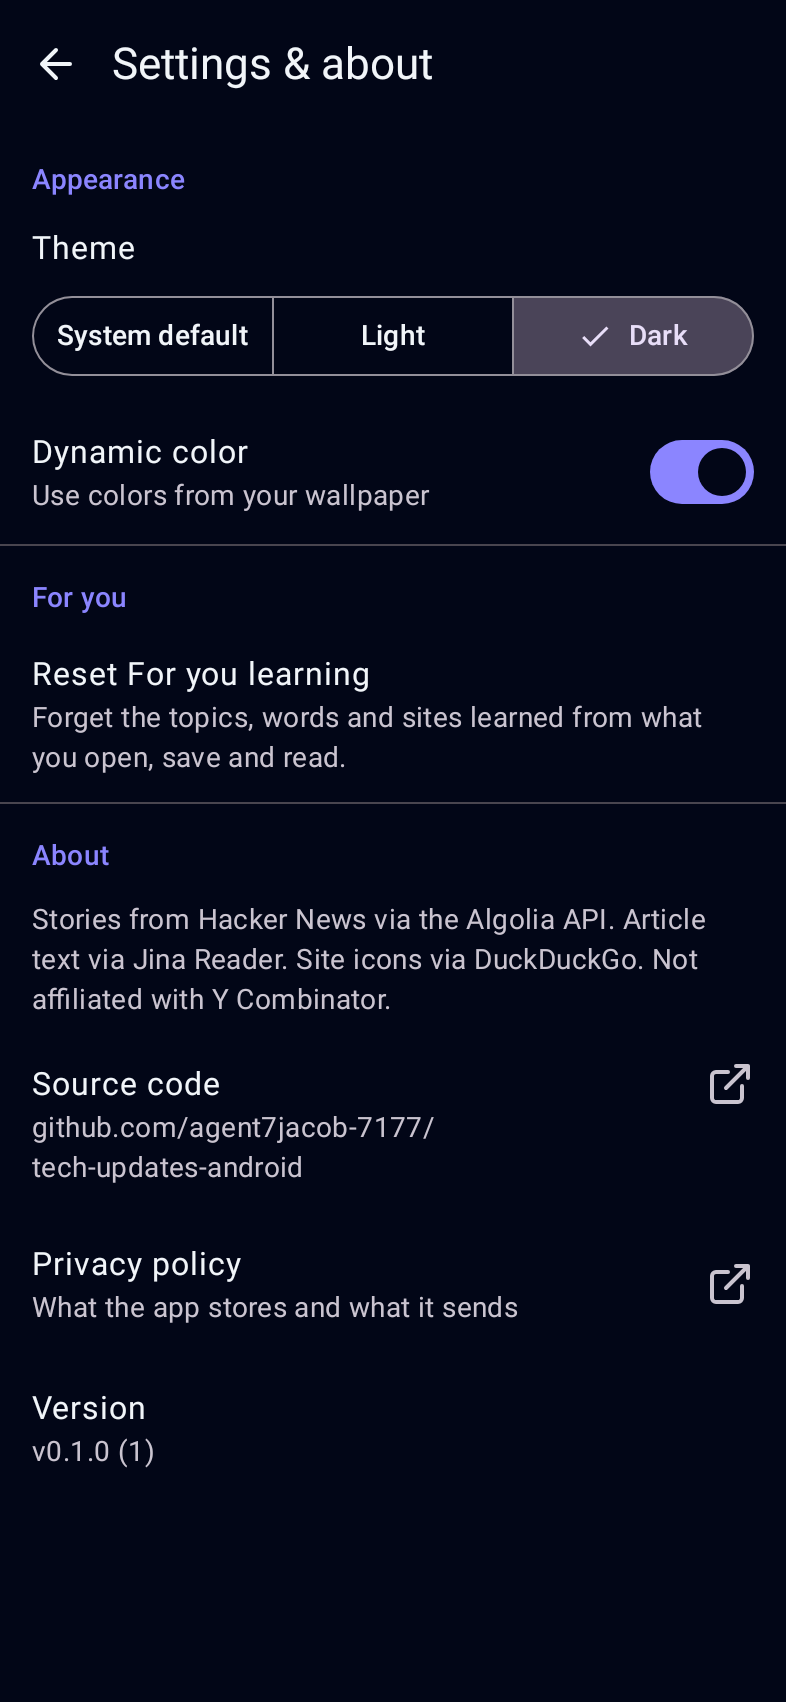 Settings & about
Appearance
Theme
System default
Light
Dark
Dynamic color
Use colors from your wallpaper
For you
Reset For you learning
Forget the topics, words and sites learned from what
you open, save and read.
About
Stories from Hacker News via the Algolia API. Article
text via Jina Reader. Site icons via DuckDuckGo. Not
affiliated with Y Combinator.
Source code
github.com/agent7jacob-7177/
tech-updates-android
Privacy policy
What the app stores and what it sends
Version
v0.1.0 (1)